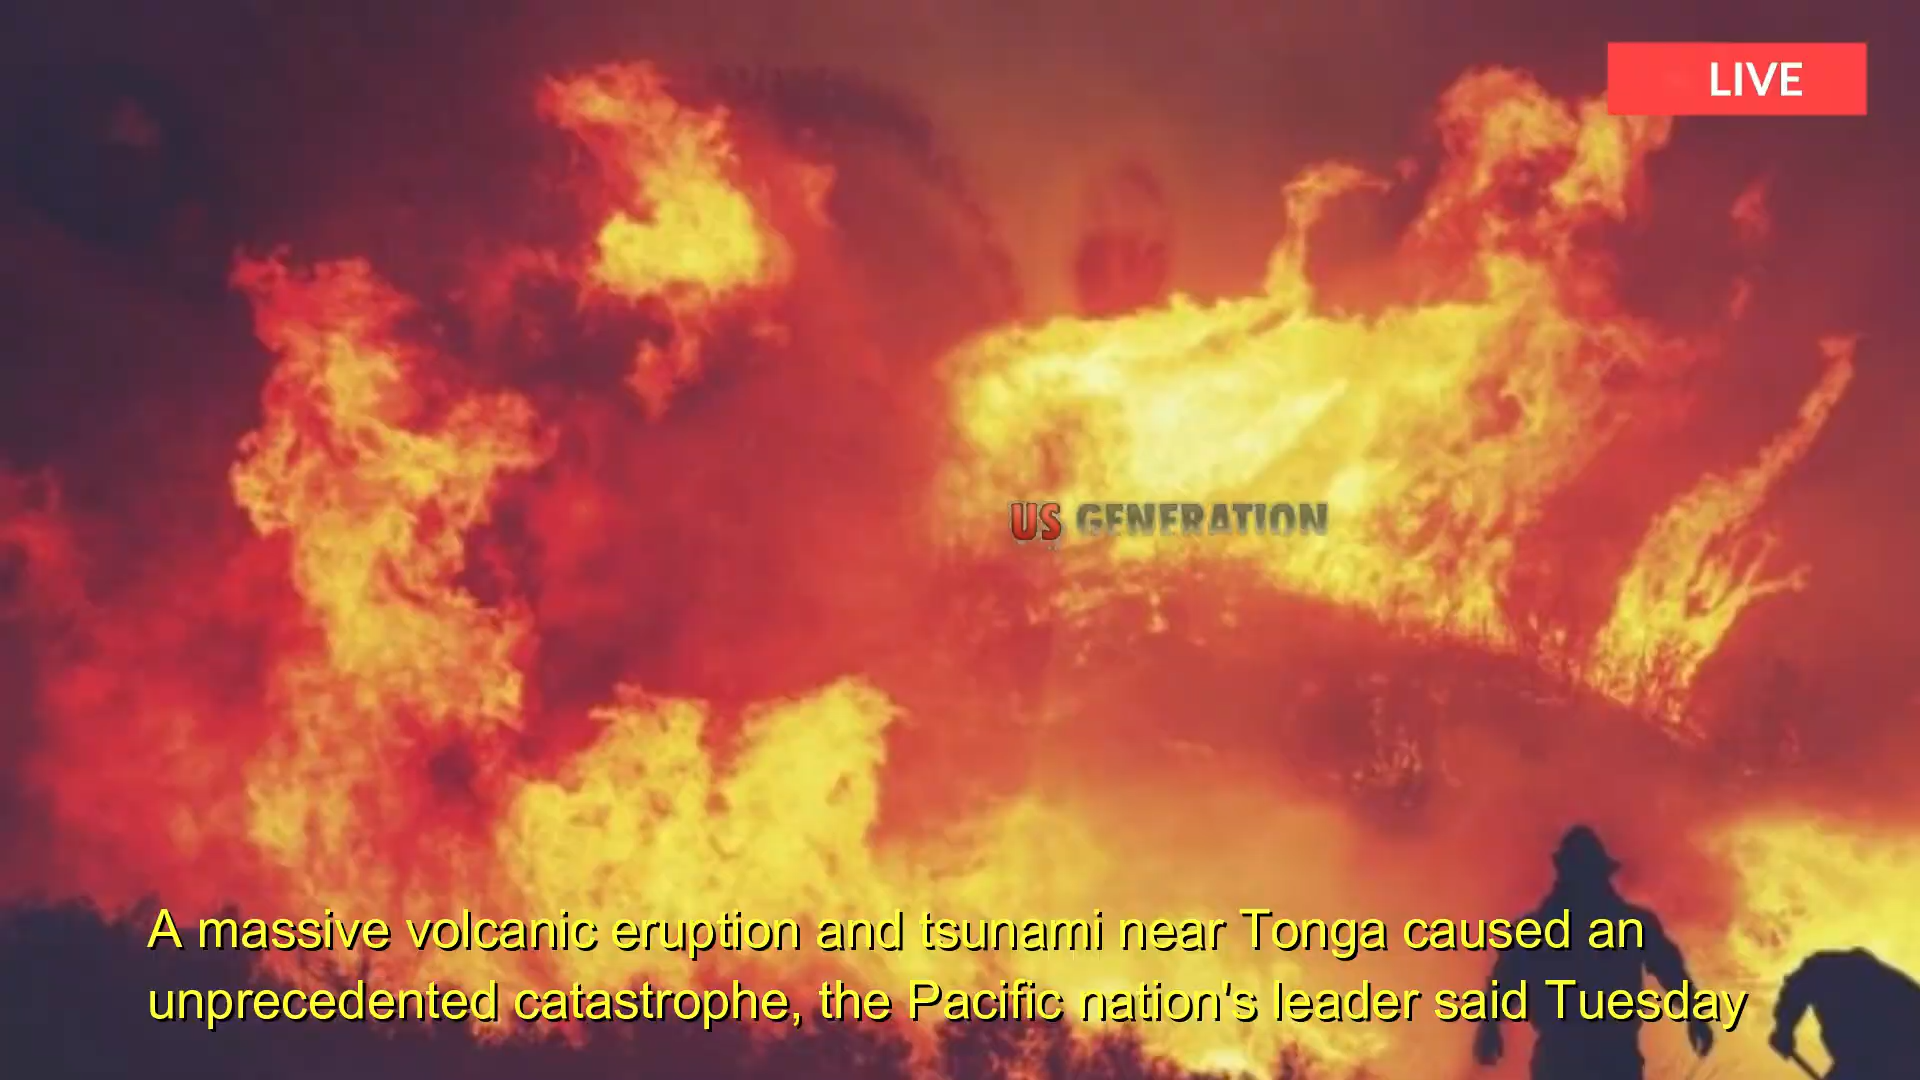 LIVE
US GENERATION
A massive volcanic eruption and tsunami near Tonga caused an
unprecedented catastrophe, the Pacific nation's leader said Tuesday